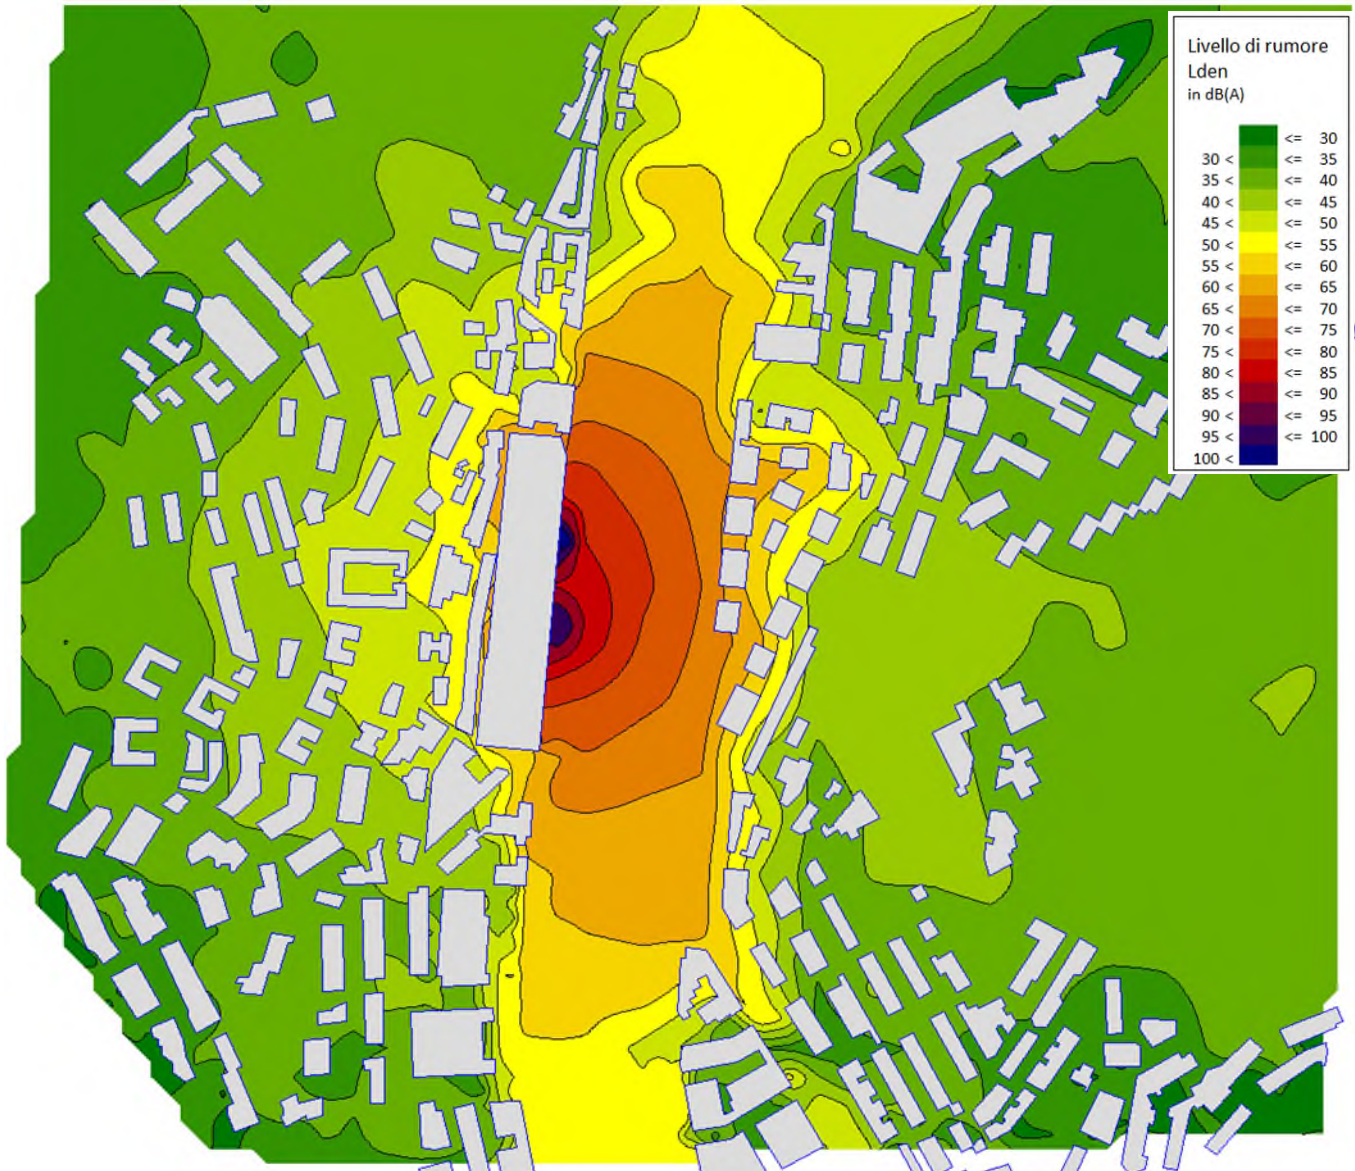 Livello di rumore
Lden
in dB(A)
<= 30
30 < <= 35
35 < <= 40
40 < <= 45
45 < <= 50
50 < <= 55
55 < <= 60
60 < <= 65
65 < <= 70
70 < <= 75
75 < <= 80
80 < <= 85
85 < <= 90
90 < <= 95
95 < <= 100
100 <